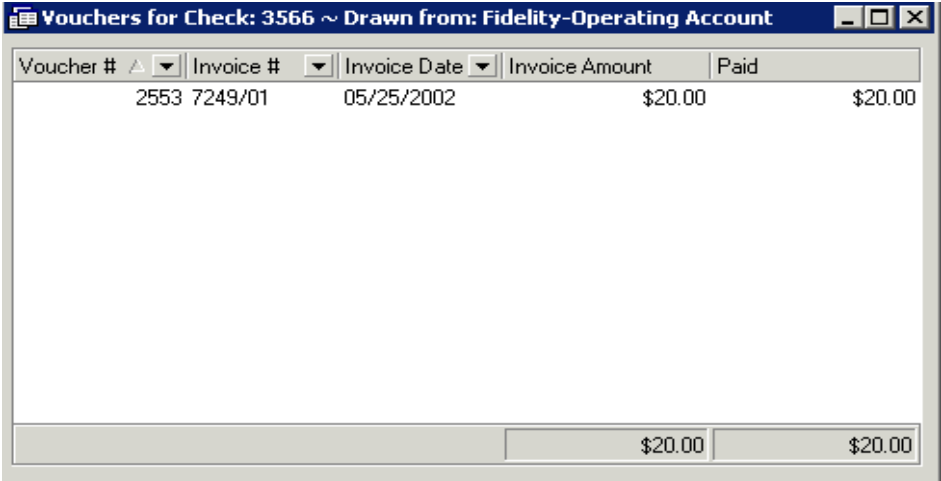 Vouchers for Check: 3566 ~ Drawn from: Fidelity-Operating Account
Voucher # Invoice # Invoice Date Invoice Amount Paid
2553 7249/01 05/25/2002 $20.00 $20.00
$20.00 $20.00